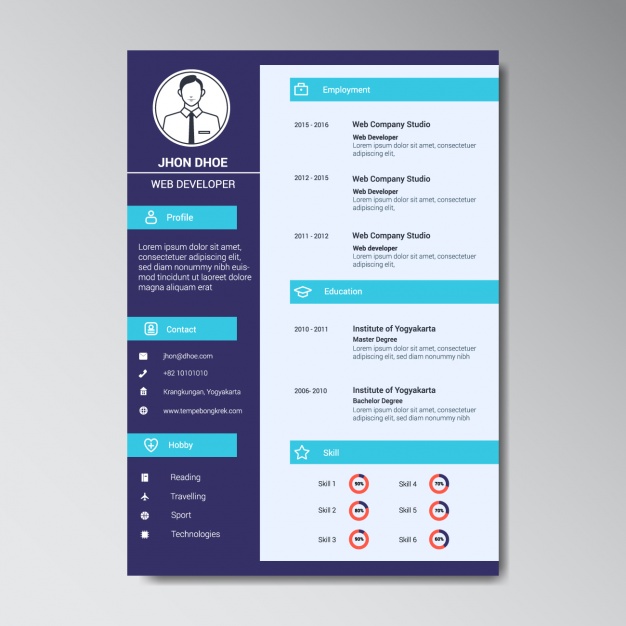 JHON DHOE
WEB DEVELOPER
Profile
Lorem ipsum dolor sit amet,
consectetuer adipiscing elit,
sed diam nonummy nibh euis-
mod tincidunt ut laoreet dolore
magna aliquam erat
Contact
jhon@dhoe.com
+82 10101010
Krangkungan, Yogyakarta
www.tempebongkrek.com
Hobby
Reading
Travelling
Sport
Technologies
Employment
2015 - 2016 Web Company Studio
Web Developer
Lorem ipsum dolor sit amet, consectetuer
adipiscing elit,
2012 - 2015 Web Company Studio
Web Developer
Lorem ipsum dolor sit amet, consectetuer
adipiscing elit,
2011 - 2012 Web Company Studio
Web developer
Lorem ipsum dolor sit amet, consectetuer
adipiscing elit.
Education
2010 - 2011 Institute of Yogyakarta
Master Degree
Lorem ipsum dolor sit amet, consectetuer
adipiscing elit, sed diam nonummy nibh
2006- 2010 Institute of Yogyakarta
Bachelor Degree
Lorem ipsum dolor sit amet, consectetuer
adipiscing elit, sed diam nonummy nibh
Skill
Skill 1 90% Skill 4 70%
Skill 2 80% Skill 5 70%
Skill 3 90% Skill 6 60%